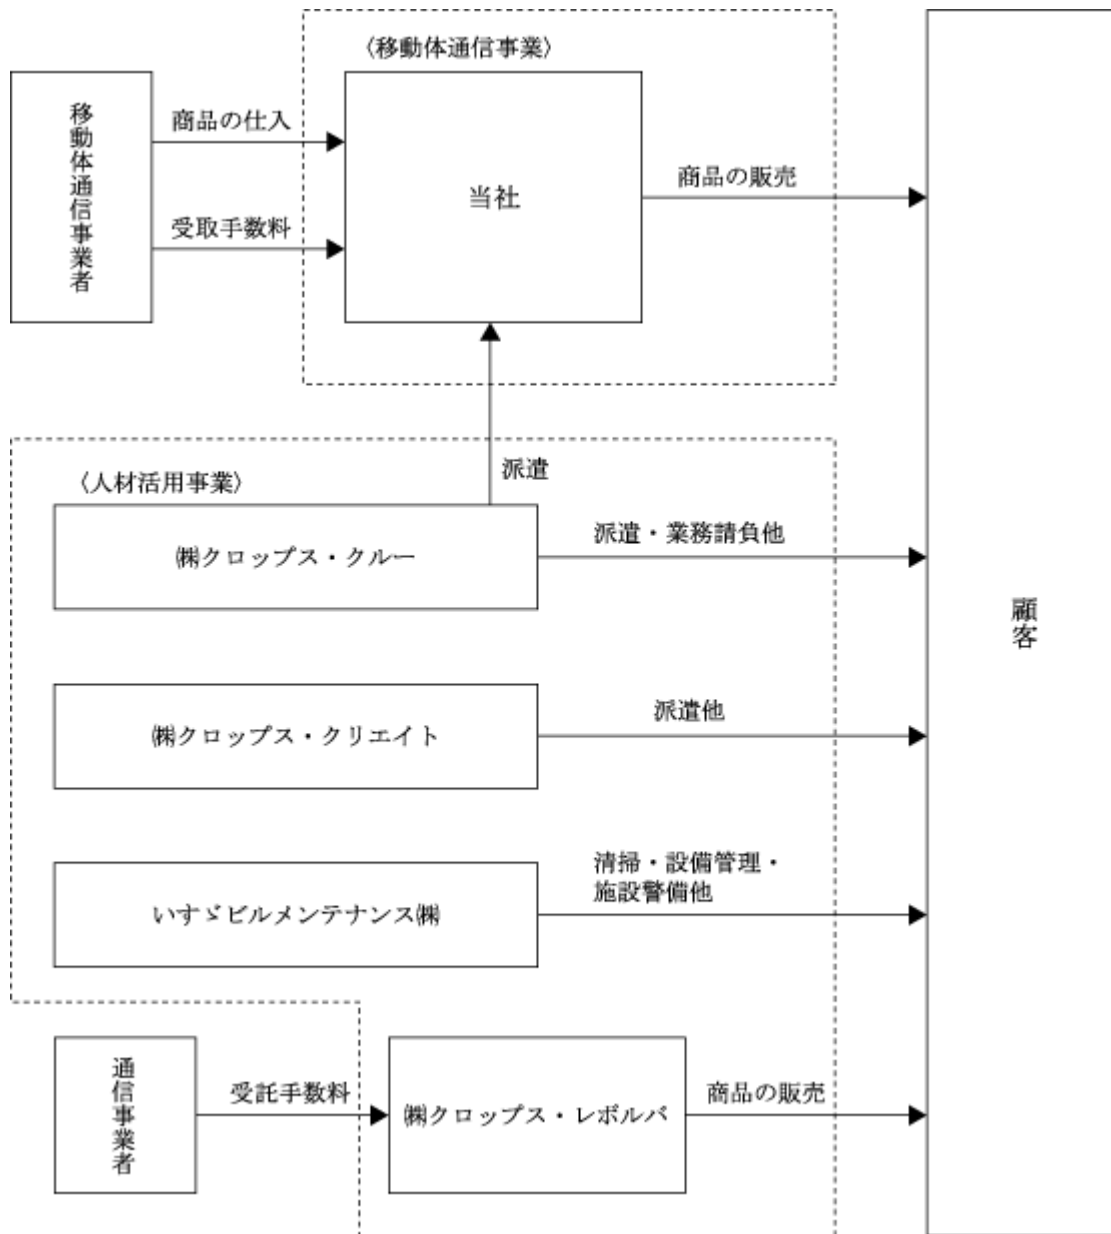 〈移動体通信事業〉
移動体通信事業者
商品の仕入
受取手数料
当社
商品の販売
派遣
〈人材活用事業〉
㈱クロップス・クルー
派遣・業務請負他
顧客
㈱クロップス・クリエイト
派遣他
いすゞビルメンテナンス㈱
清掃・設備管理・
施設警備他
通信事業者
受託手数料
㈱クロップス・レボルバ
商品の販売